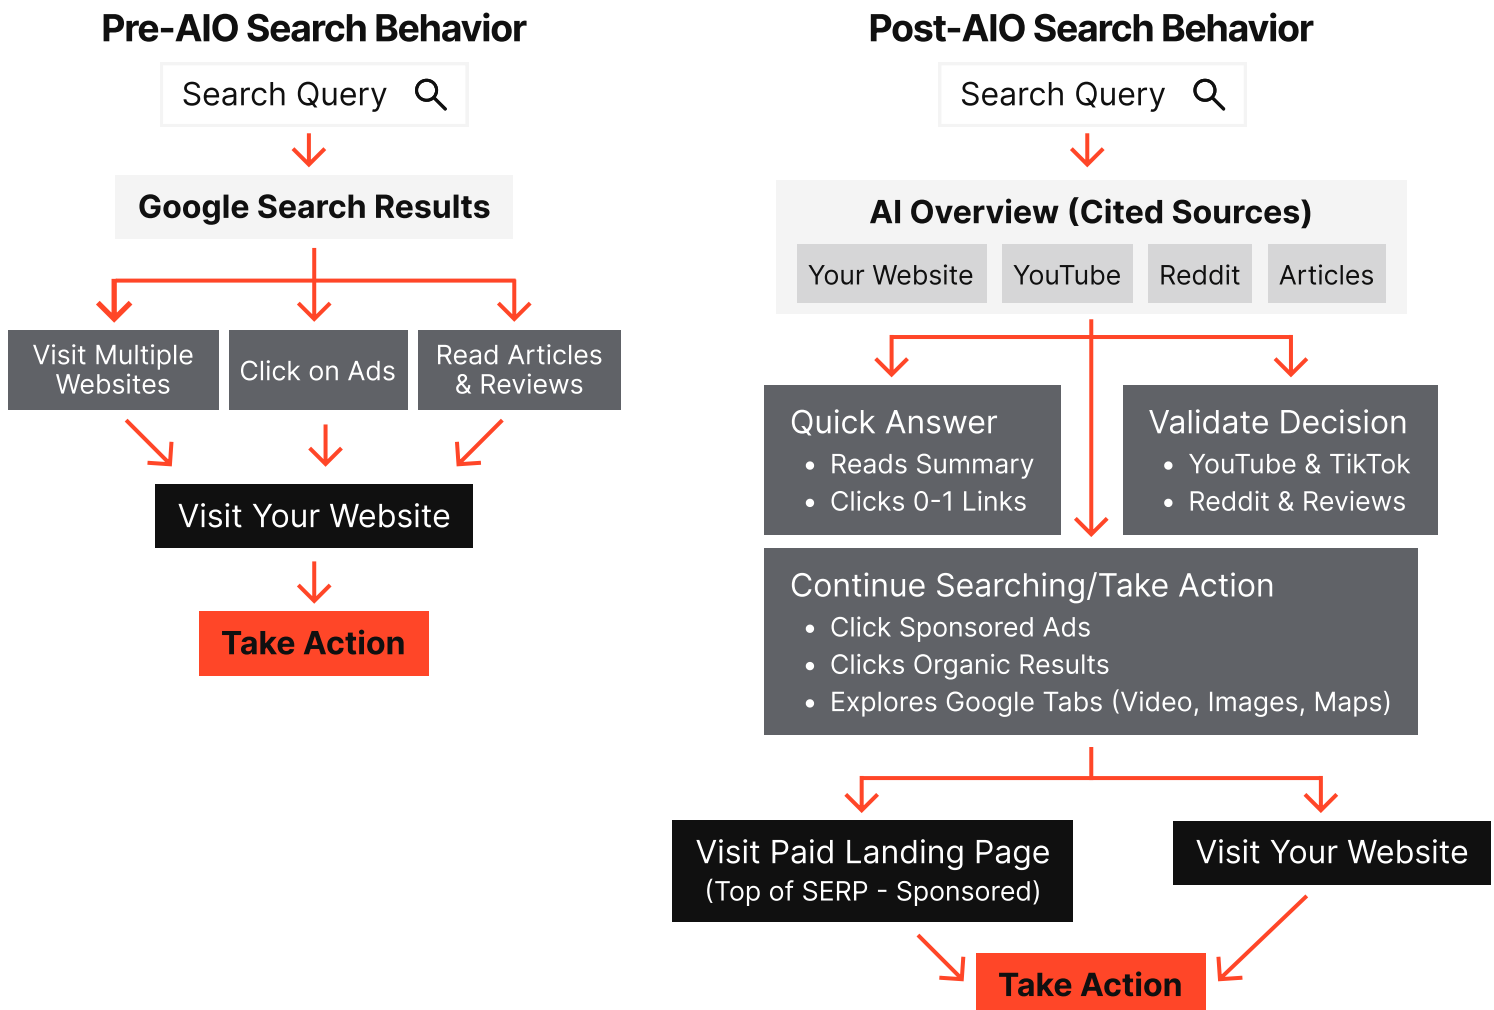 Pre-AIO Search Behavior
Search Query
Google Search Results
Visit Multiple
Websites
Click on Ads
Read Articles
& Reviews
Visit Your Website
Take Action
Post-AIO Search Behavior
Search Query
AI Overview (Cited Sources)
Your Website
YouTube
Reddit
Articles
Quick Answer
• Reads Summary
• Clicks 0-1 Links
Validate Decision
• YouTube & TikTok
• Reddit & Reviews
Continue Searching/Take Action
• Click Sponsored Ads
• Clicks Organic Results
• Explores Google Tabs (Video, Images, Maps)
Visit Paid Landing Page
(Top of SERP - Sponsored)
Visit Your Website
Take Action